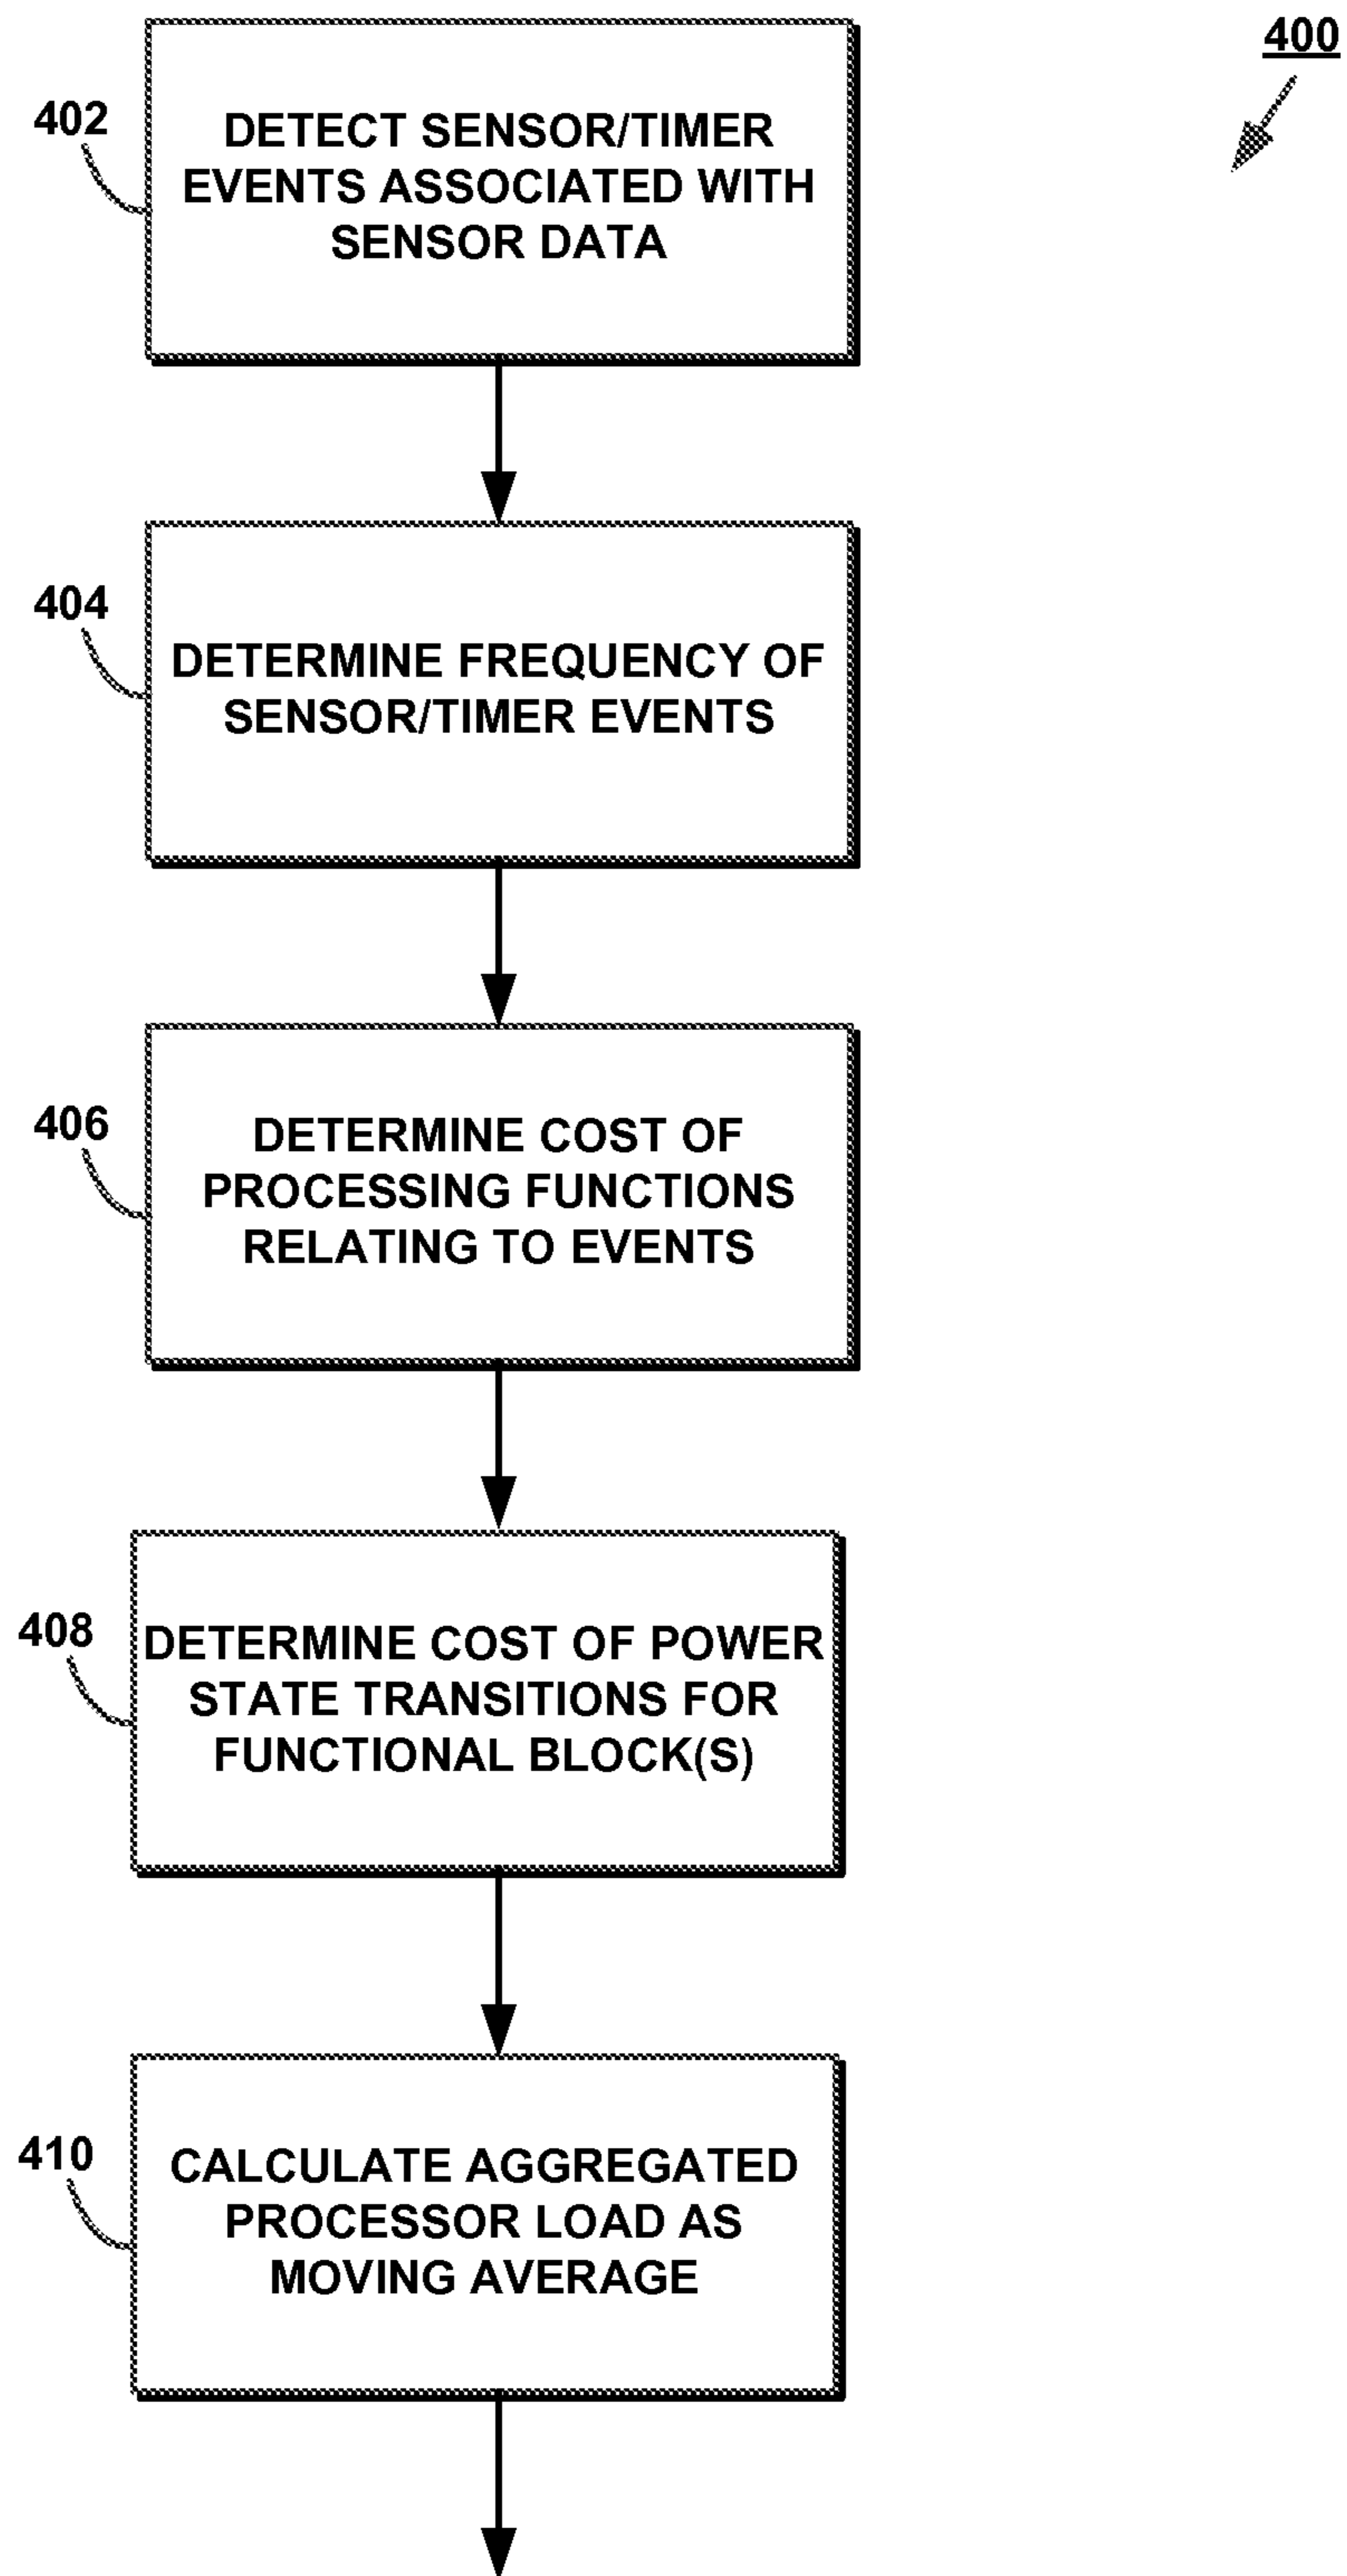 400
402
DETECT SENSOR/TIMER
EVENTS ASSOCIATED WITH
SENSOR DATA
404
DETERMINE FREQUENCY OF
SENSOR/TIMER EVENTS
406
DETERMINE COST OF
PROCESSING FUNCTIONS
RELATING TO EVENTS
408
DETERMINE COST OF POWER
STATE TRANSITIONS FOR
FUNCTIONAL BLOCK(S)
410
CALCULATE AGGREGATED
PROCESSOR LOAD AS
MOVING AVERAGE